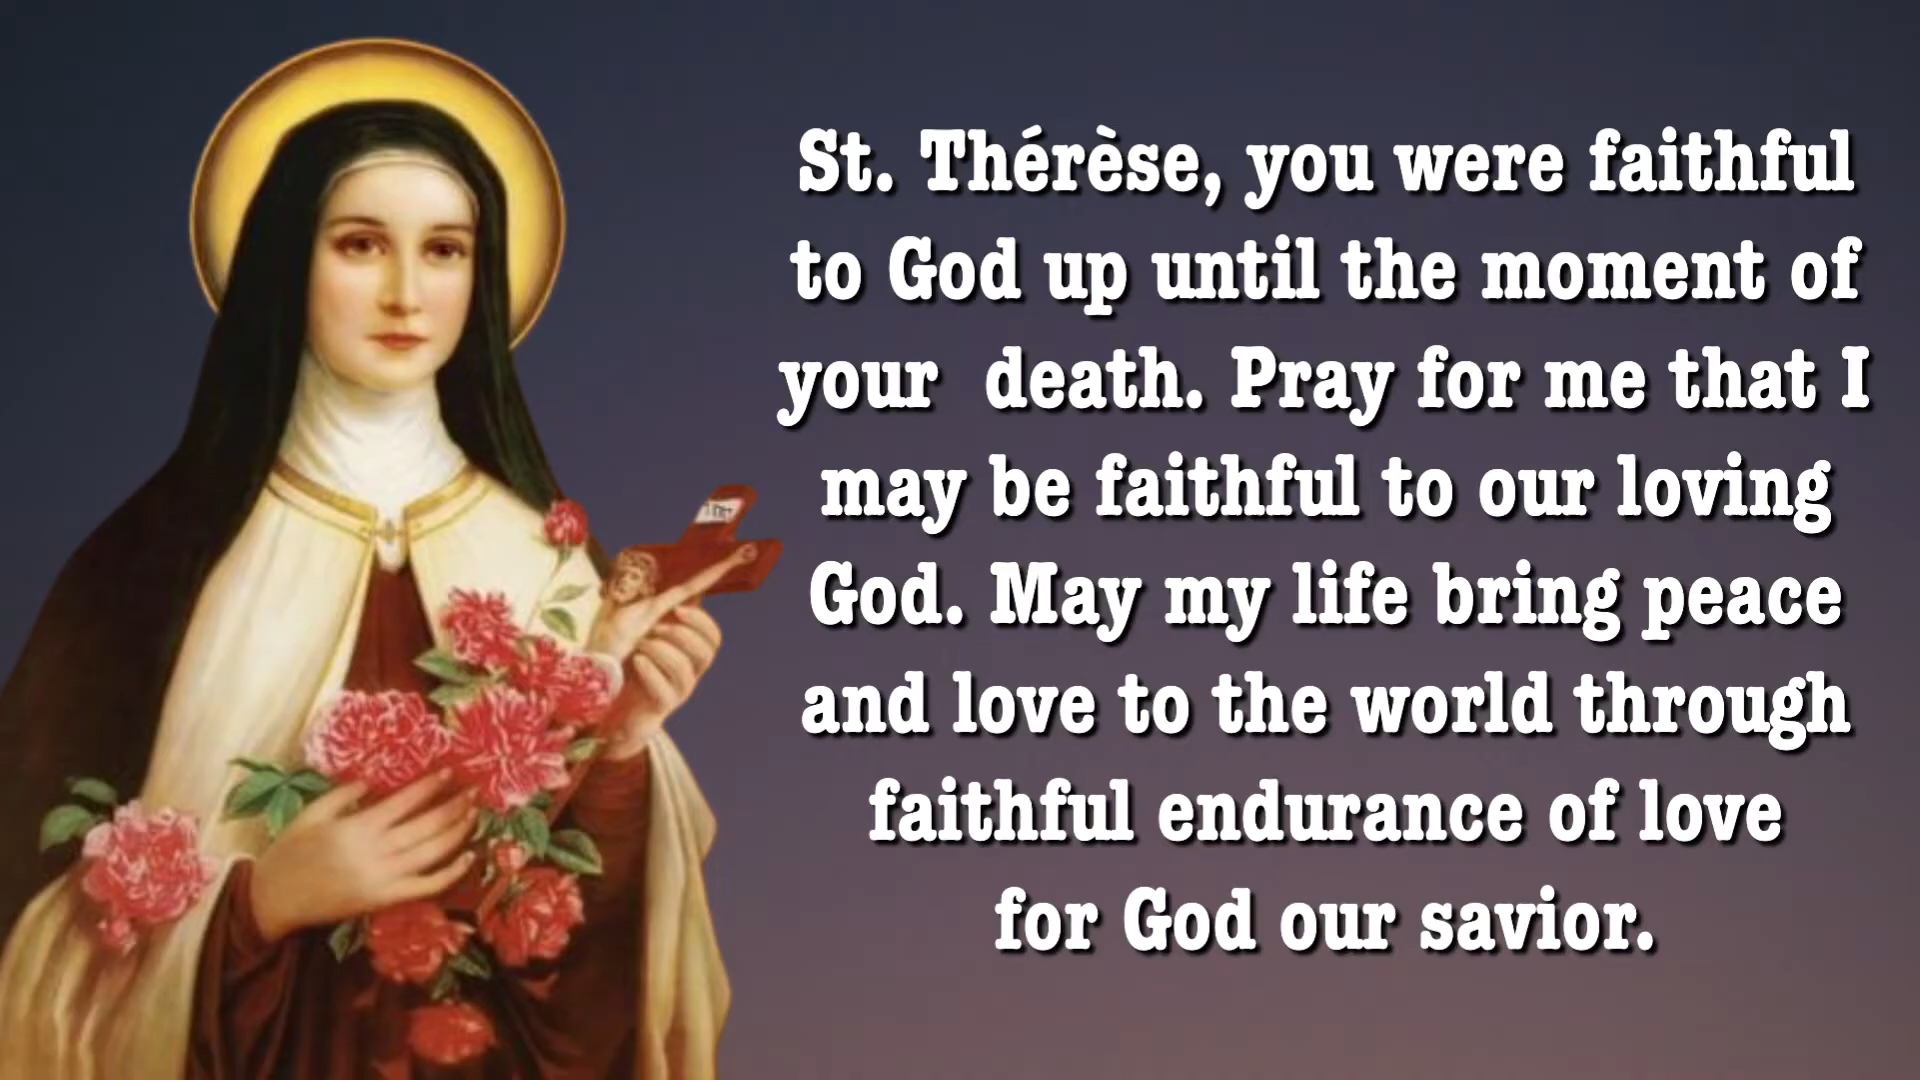 St. Thérèse, you were faithful
to God up until the moment of
your  death. Pray for me that I
may be faithful to our loving
God. May my life bring peace
and love to the world through
faithful endurance of love
for God our savior.